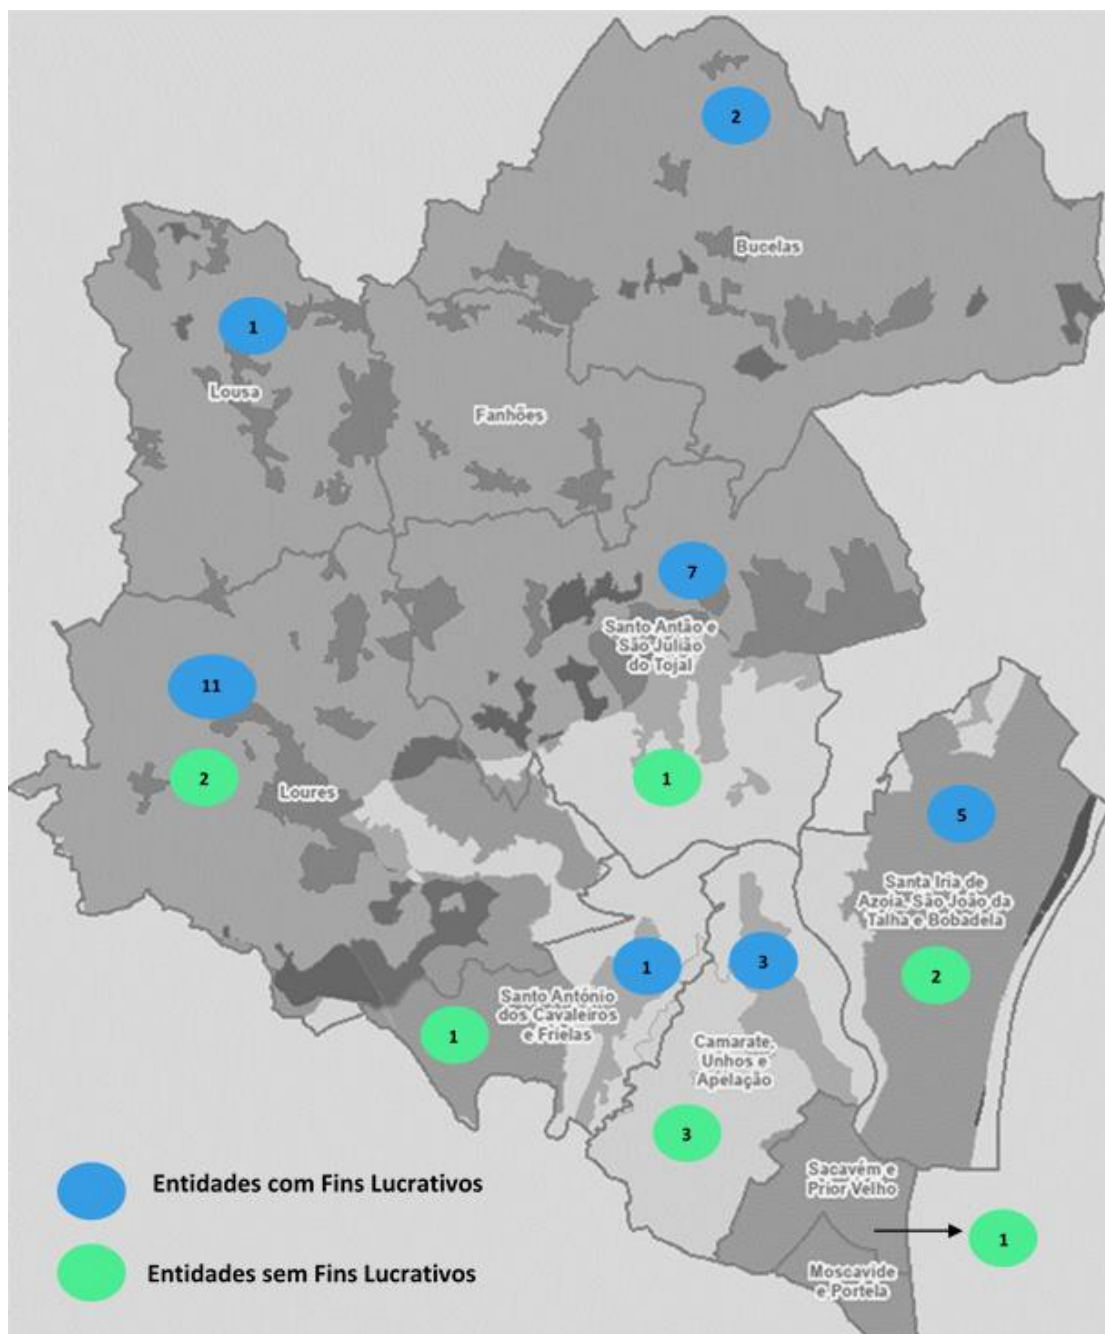 2
Bucelas
1
Lousa
Fanhões
7
Santo Antão e
São Julião
do Tojal
11
2
Loures
1
5
Santa Iria de
Azoia, São João da
Talha e Bobadela
2
1
3
Santo António
dos Cavaleiros
e Frielas
1
Camarate,
Unhos e
Apelação
3
Sacavém e
Prior Velho
1
Moscavide
e Portela
Entidades com Fins Lucrativos
Entidades sem Fins Lucrativos